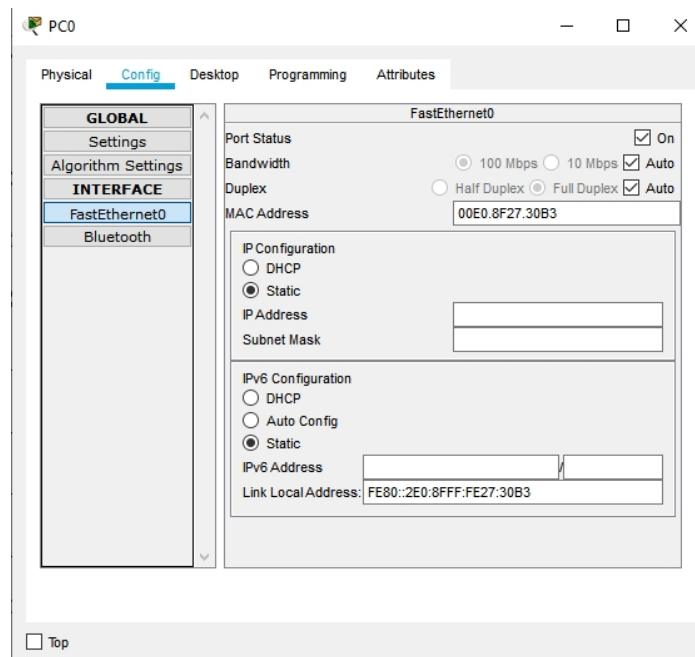 PC0
Physical Config Desktop Programming Attributes
GLOBAL
Settings
Algorithm Settings
INTERFACE
FastEthernet0
Bluetooth
FastEthernet0
Port Status On
Bandwidth 100 Mbps 10 Mbps Auto
Duplex Half Duplex Full Duplex Auto
MAC Address 00E0.8F27.30B3
IP Configuration
DHCP
Static
IP Address
Subnet Mask
IPv6 Configuration
DHCP
Auto Config
Static
IPv6 Address /
Link Local Address: FE80::2E0:8FFF:FE27:30B3
Top